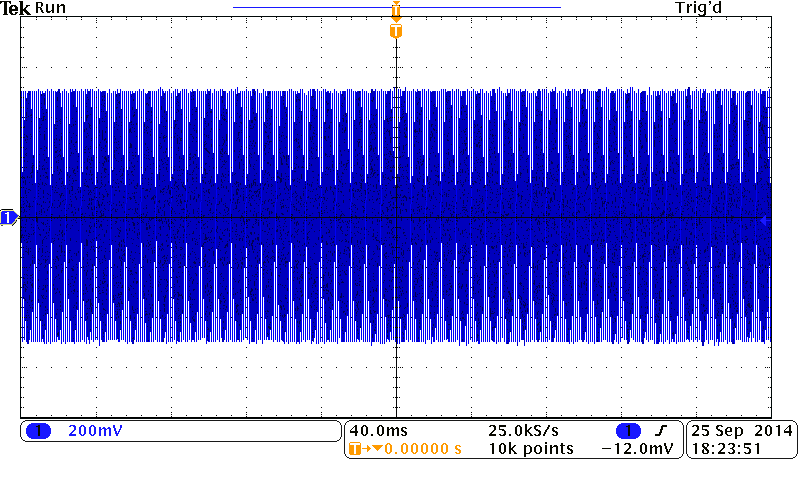 Tek Run Trig'd
T
T
1
1 200mV 40.0ms 25.0kS/s 1 25 Sep 2014
T→▼0.00000 s 10k points −12.0mV 18:23:51